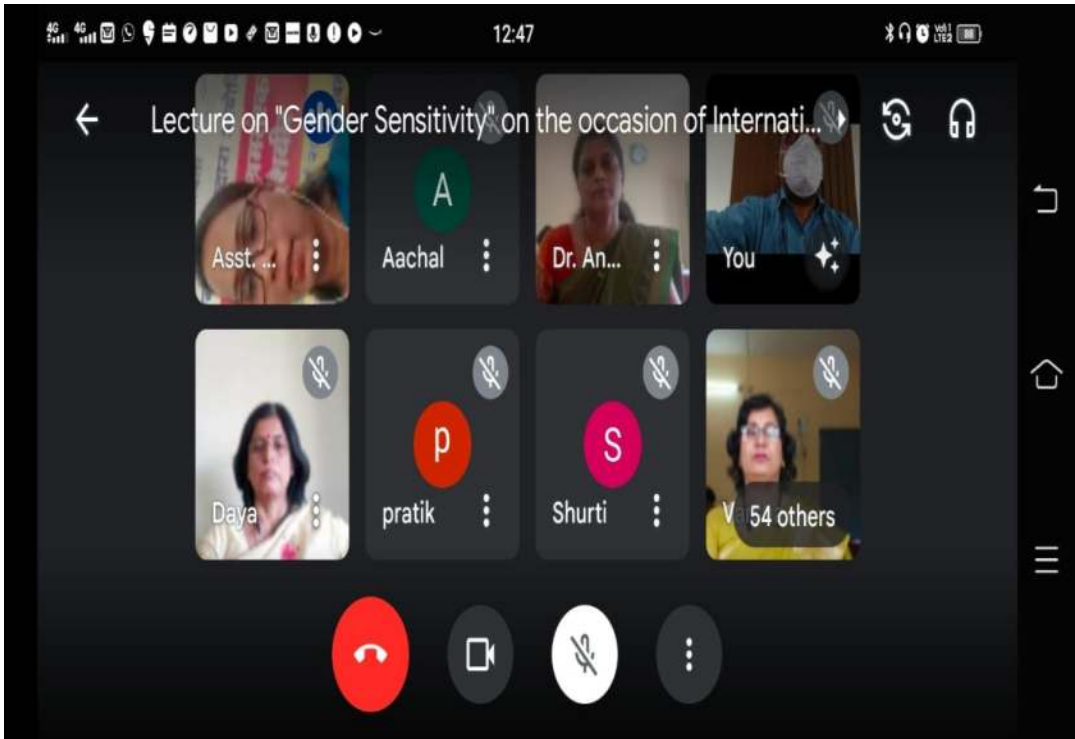 12:47
Lecture on "Gender Sensitivity" on the occasion of Internati...
A
Asst. ...
Aachal
Dr. An...
You
p
S
Daya
pratik
Shurti
54 others